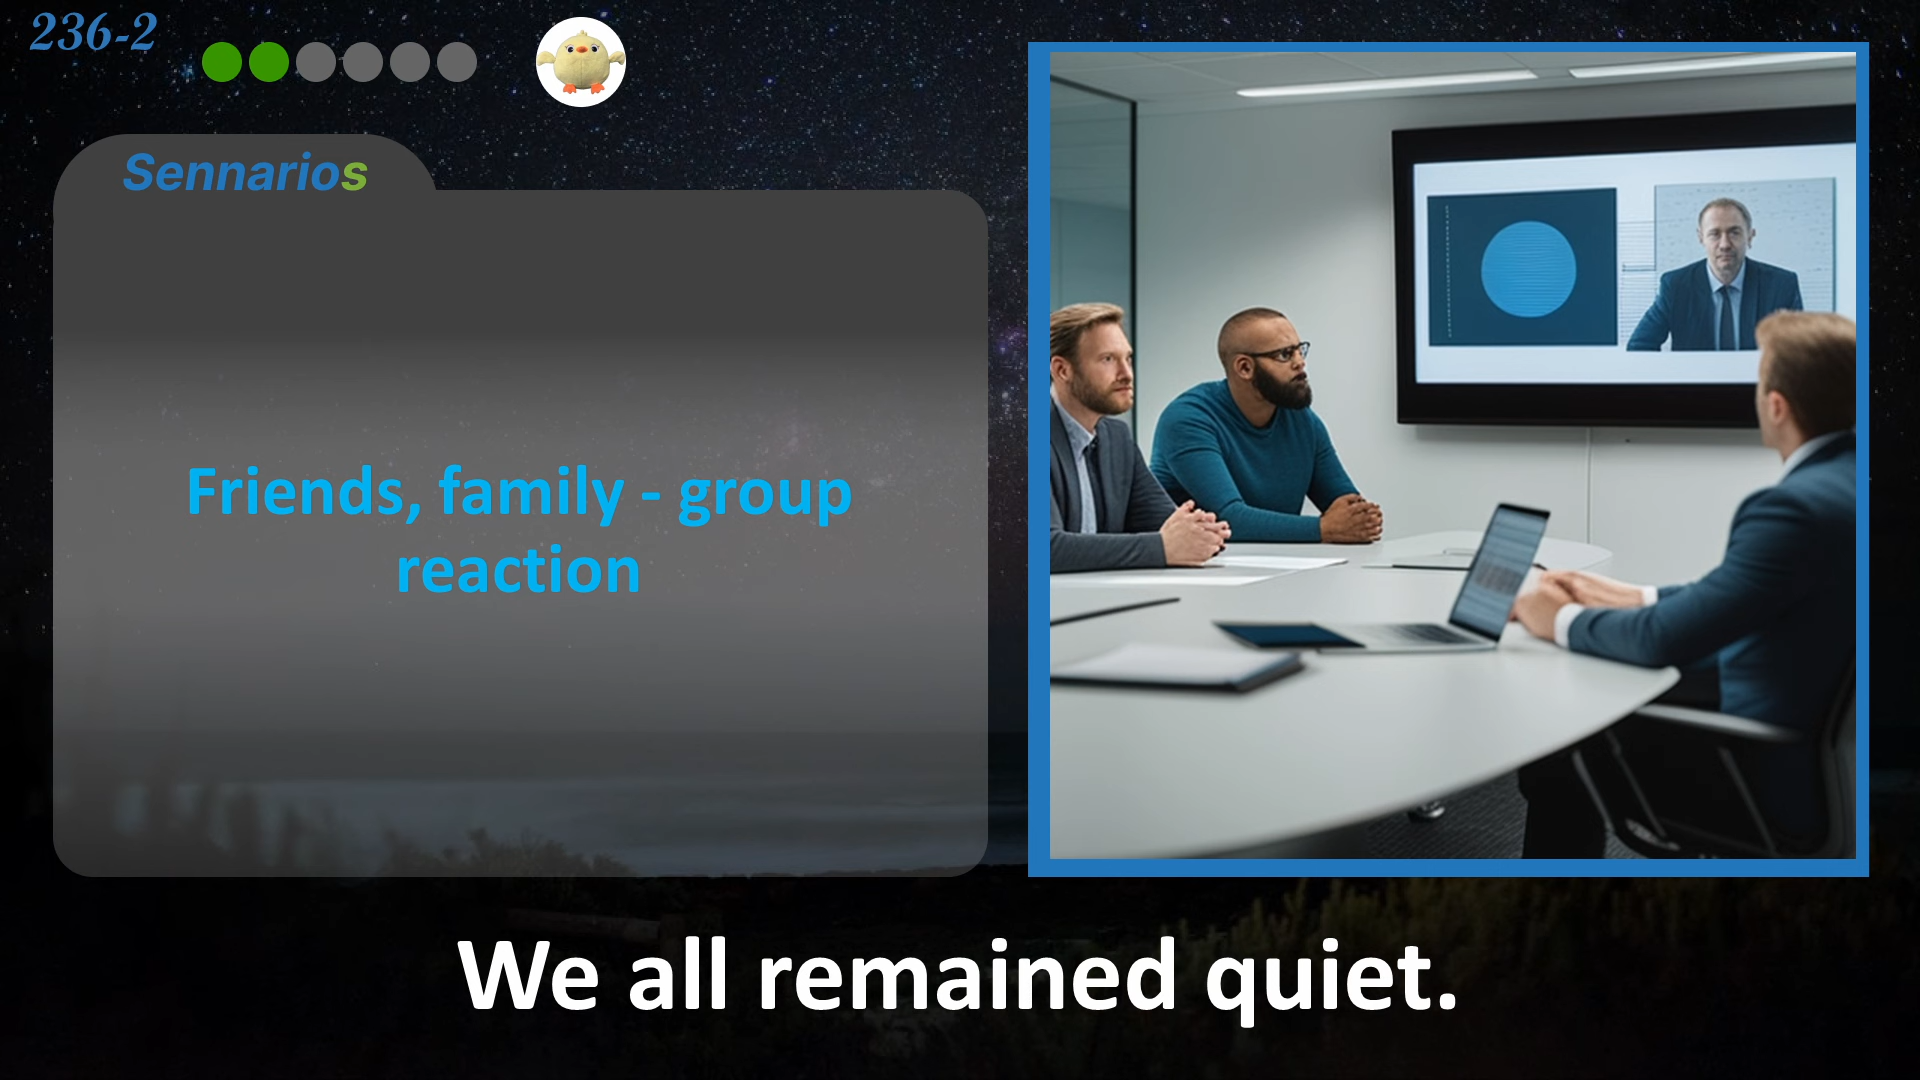 236-2
Sennarios
Friends, family - group
reaction
We all remained quiet.